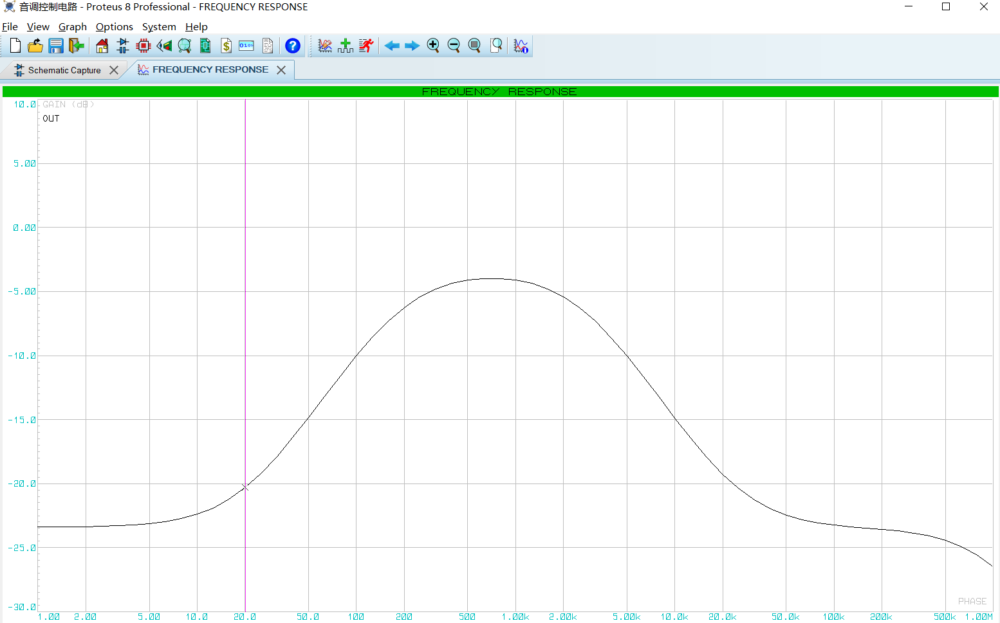 音调控制电路 - Proteus 8 Professional - FREQUENCY RESPONSE
File View Graph Options System Help
Schematic Capture FREQUENCY RESPONSE
FREQUENCY RESPONSE
10.0 GAIN (dB)
OUT
5.00
0.00
-5.00
-10.0
-15.0
-20.0
-25.0
-30.0
PHASE
1.00 2.00 5.00 10.0 20.0 50.0 100 200 500 1.00k 2.00k 5.00k 10.0k 20.0k 50.0k 100k 200k 500k 1.00M